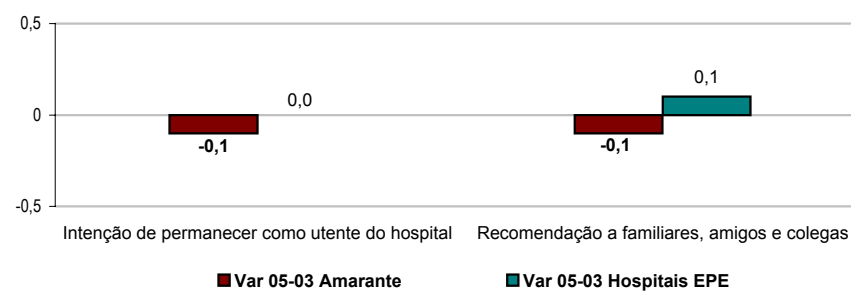 0,5
0,1
0,0
0
-0,1
-0,1
-0,5
Intenção de permanecer como utente do hospital
Recomendação a familiares, amigos e colegas
Var 05-03 Amarante
Var 05-03 Hospitais EPE